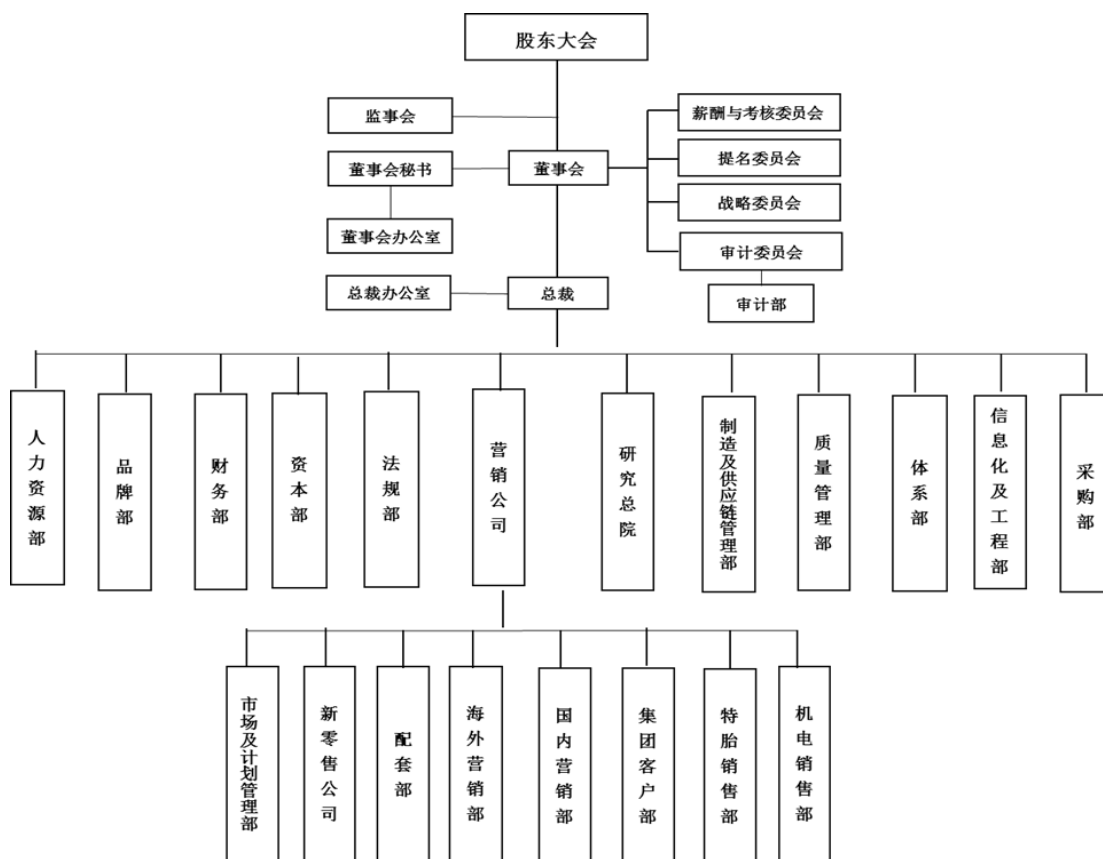 股东大会
监事会
薪酬与考核委员会
提名委员会
董事会秘书
董事会
战略委员会
董事会办公室
审计委员会
总裁办公室
总裁
审计部
人力资源部
品牌部
财务部
资本部
法规部
营销公司
研究总院
制造及供应链管理部
质量管理部
体系部
信息化及工程部
采购部
市场及计划管理部
新零售公司
配套部
海外营销部
国内营销部
集团客户部
特胎销售部
机电销售部